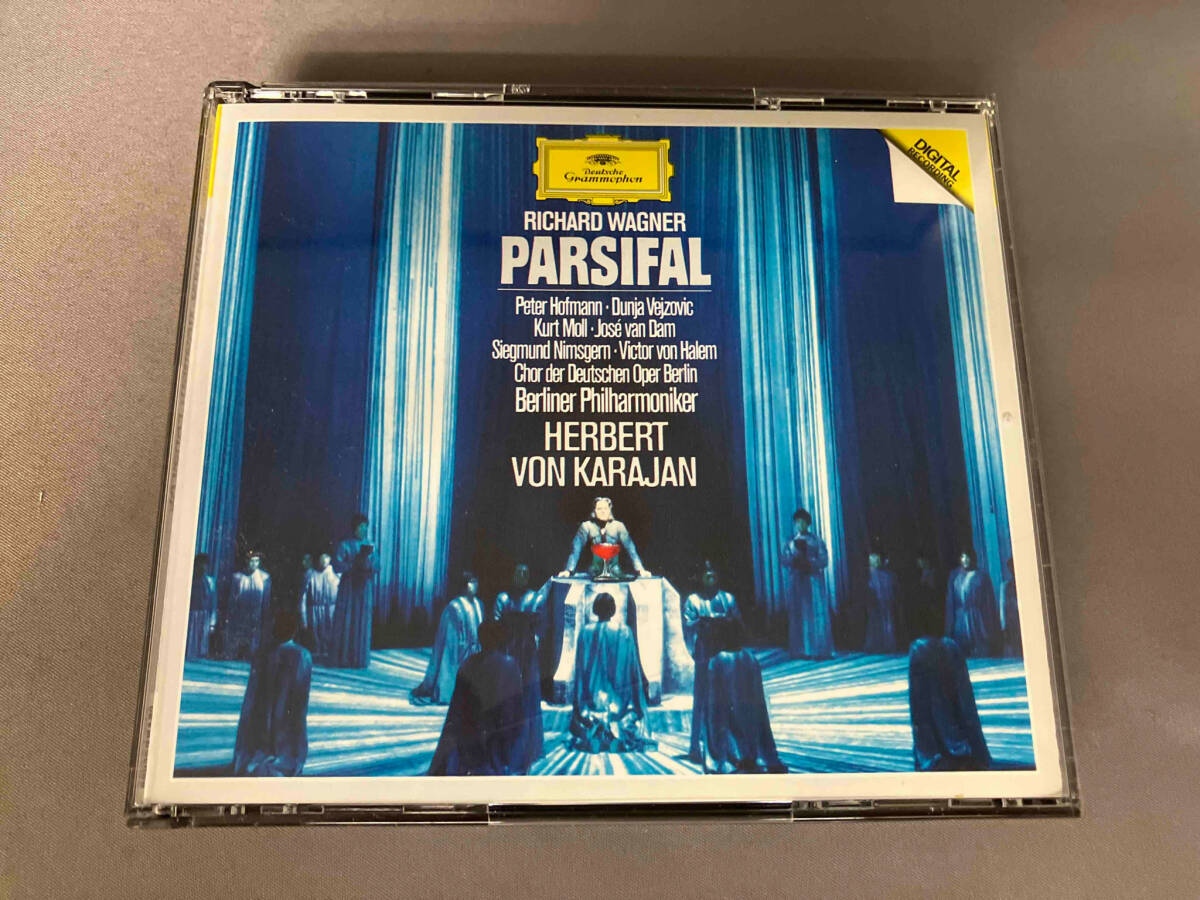 Deutsche
Grammophon
DIGITAL
RECORDING
RICHARD WAGNER
PARSIFAL
Peter Hofmann · Dunja Vejzovic
Kurt Moll · José van Dam
Siegmund Nimsgern · Victor von Halem
Chor der Deutschen Oper Berlin
Berliner Philharmoniker
HERBERT
VON KARAJAN